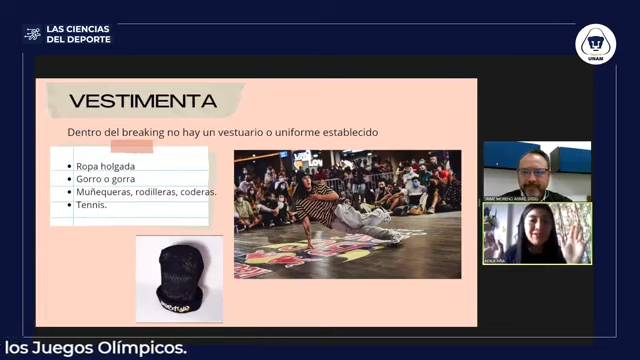 LAS CIENCIAS
DEL DEPORTE
UNAM
VESTIMENTA
Dentro del breaking no hay un vestuario o uniforme establecido
Ropa holgada
Gorro o gorra
Muñequeras, rodilleras, coderas.
Tennis.
los Juegos Olímpicos.